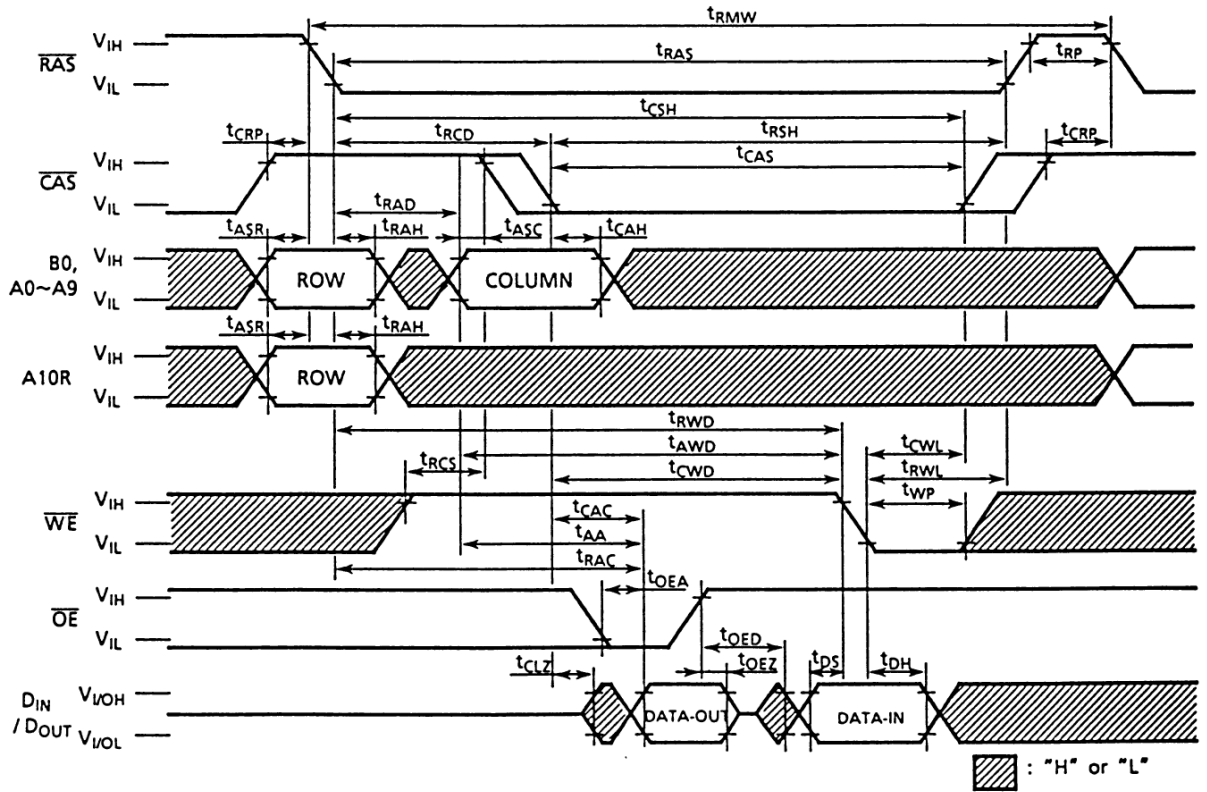 tRMW
RAS VIH
tRAS tRP
VIL
tCSH
tCRP tRCD tRSH tCRP
CAS VIH
tCAS
VIL
tRAD
tASR tRAH tASC tCAH
B0,
A0~A9
VIH
ROW COLUMN
VIL
tASR tRAH
A10R VIH
ROW
VIL
tRWD
tAWD tCWL
tRCS tCWD tRWL
WE VIH
tCAC tWP
VIL
tAA
tRAC
OE VIH
tOEA
VIL
tOED
tCLZ tOEZ tDS tDH
DIN
/ DOUT
VI/OH
DATA-OUT DATA-IN
VI/OL
: "H" or "L"